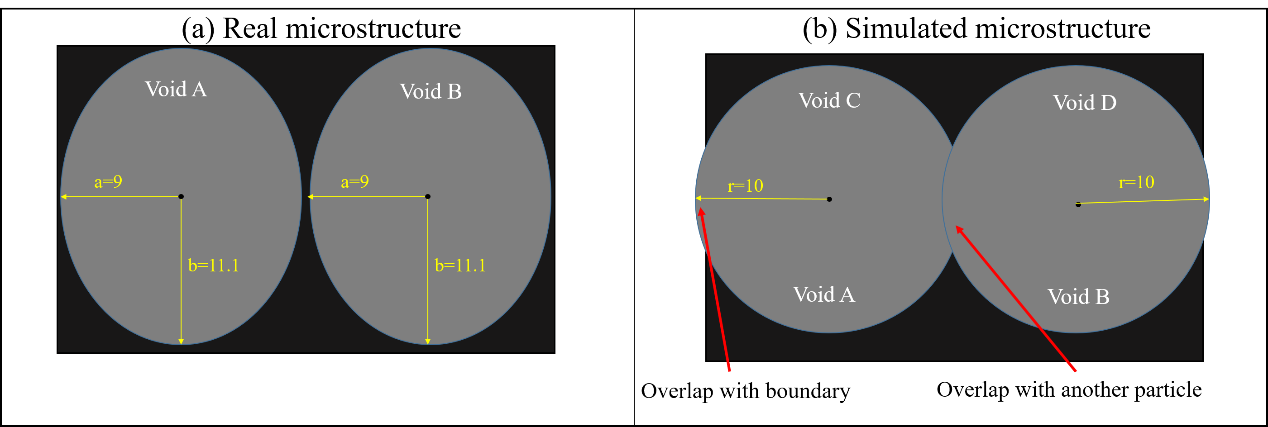 (a) Real microstructure
Void A
Void B
a=9
a=9
b=11.1
b=11.1
(b) Simulated microstructure
Void C
Void D
r=10
r=10
Void A
Void B
Overlap with boundary
Overlap with another particle